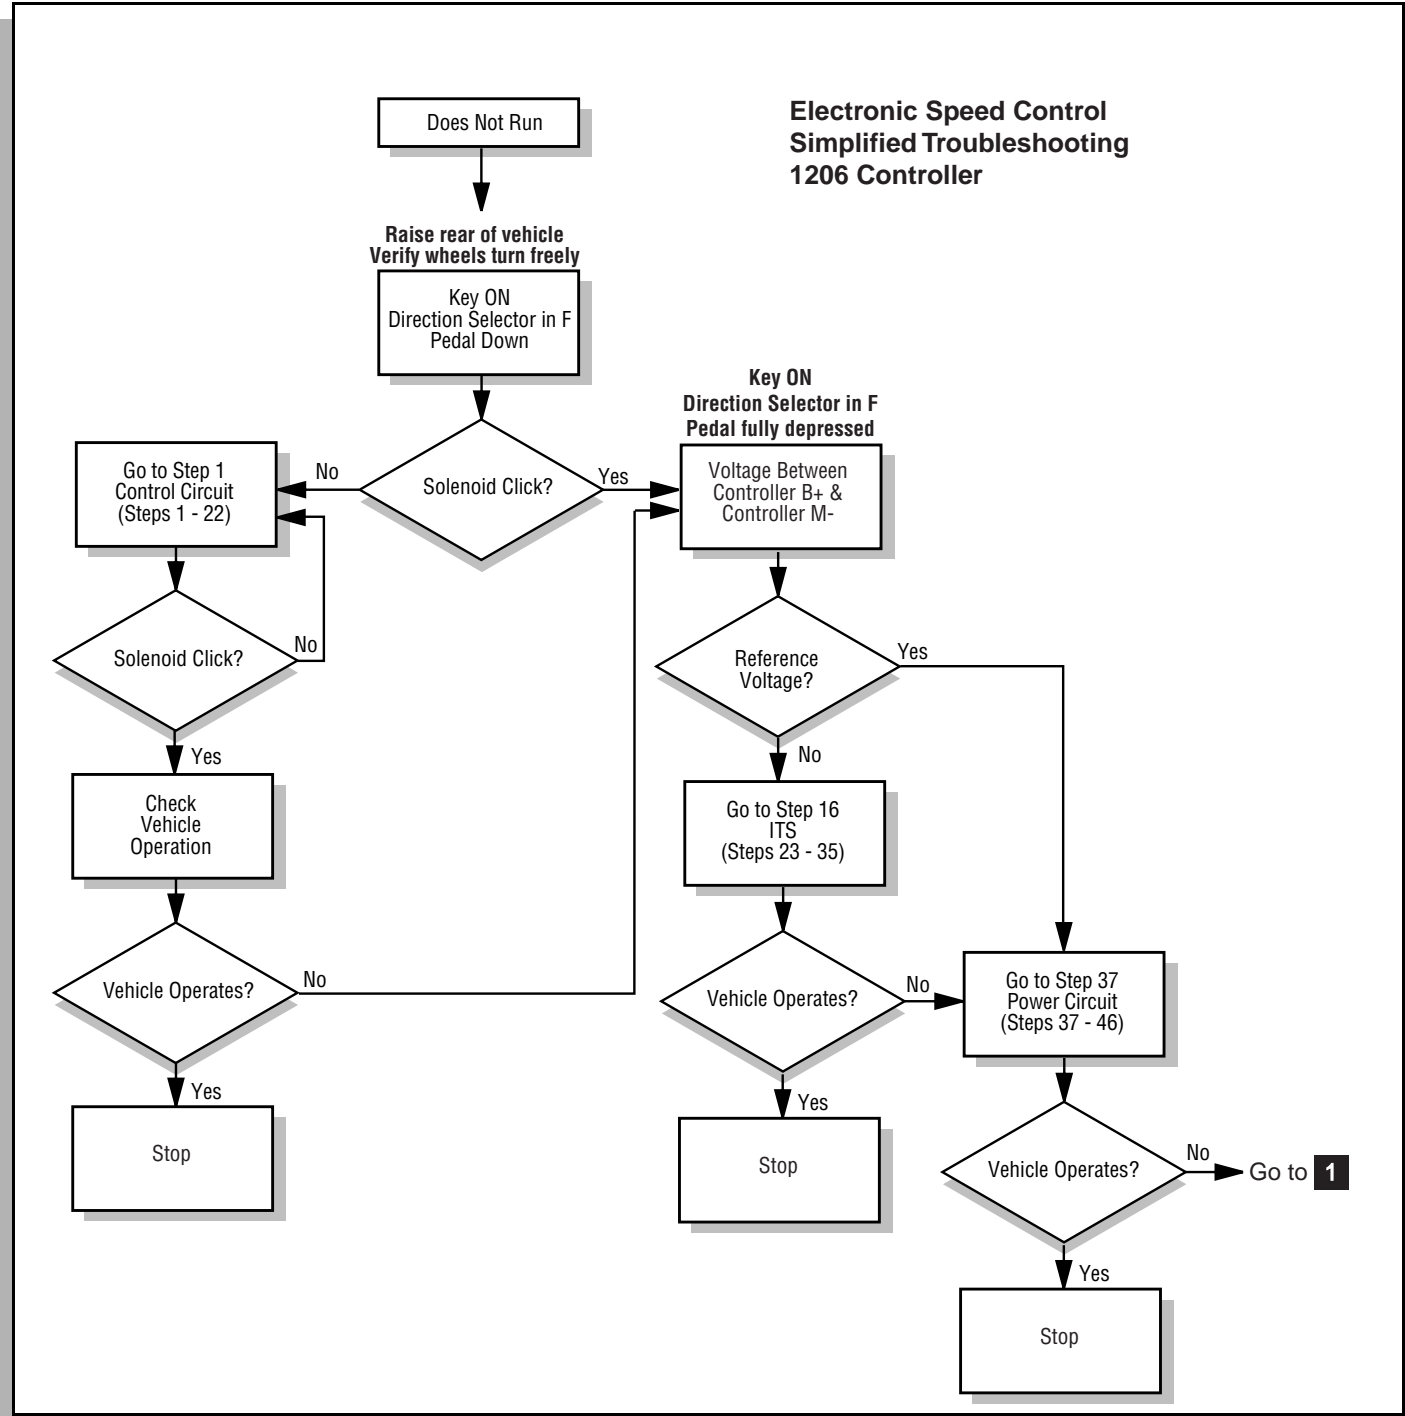 Electronic Speed Control
Simplified Troubleshooting
1206 Controller
Does Not Run
Raise rear of vehicle
Verify wheels turn freely
Key ON
Direction Selector in F
Pedal Down
Solenoid Click?
No
Yes
Go to Step 1
Control Circuit
(Steps 1 - 22)
Solenoid Click?
No
Yes
Check
Vehicle
Operation
Vehicle Operates?
No
Yes
Stop
Key ON
Direction Selector in F
Pedal fully depressed
Voltage Between
Controller B+ &
Controller M-
Reference
Voltage?
Yes
No
Go to Step 16
ITS
(Steps 23 - 35)
Vehicle Operates?
No
Yes
Stop
Go to Step 37
Power Circuit
(Steps 37 - 46)
Vehicle Operates?
No
Go to 1
Yes
Stop